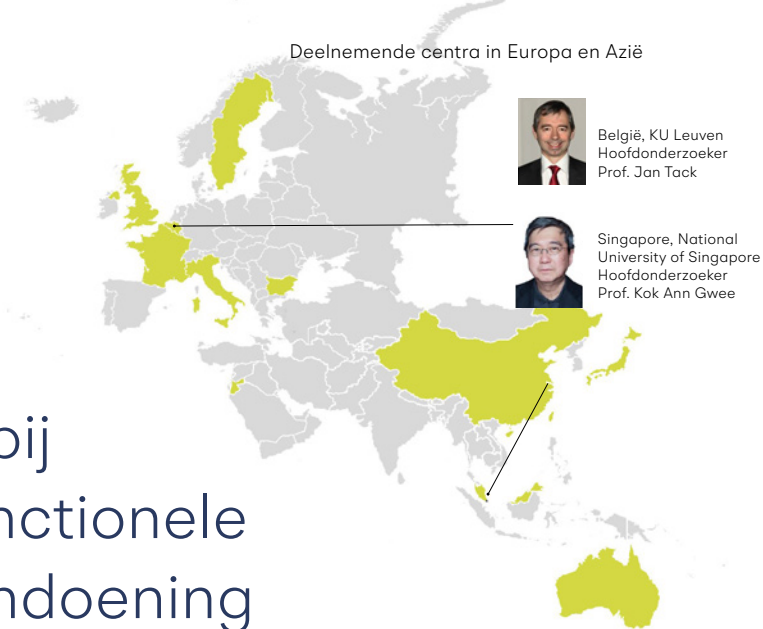 Deelnemende centra in Europa en Azië
België, KU Leuven
Hoofdonderzoeker
Prof. Jan Tack
Singapore, National
University of Singapore
Hoofdonderzoeker
Prof. Kok Ann Gwee
bij
nctionele
ndoening